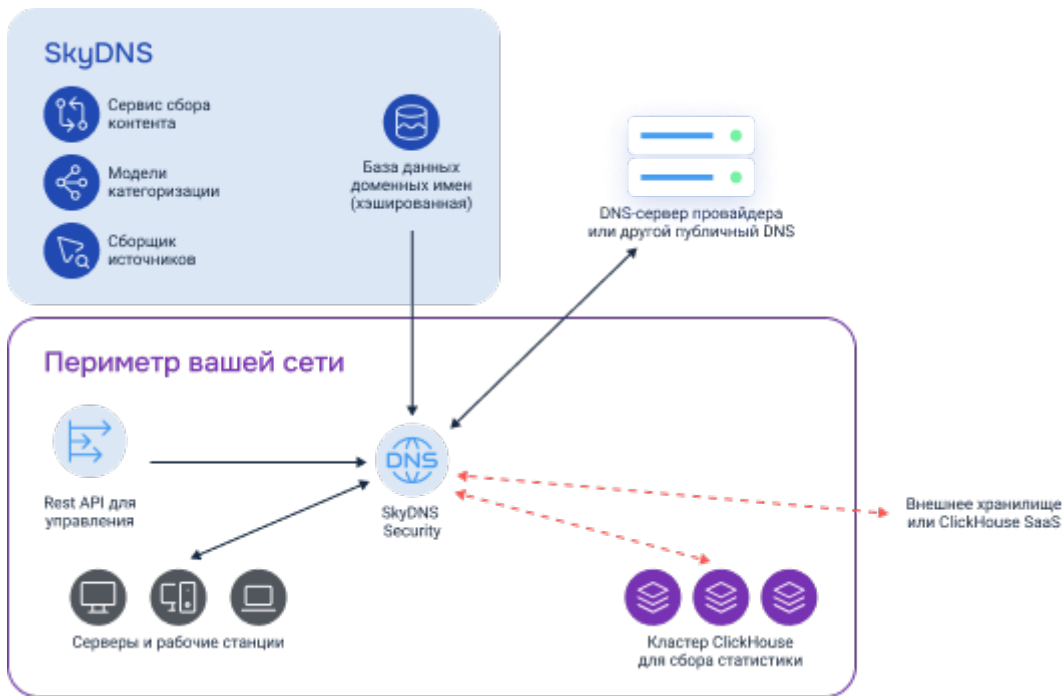 SkyDNS
Сервис сбора
контента
Модели
категоризации
Сборщик
источников
База данных
доменных имен
(хэшированная)
DNS-сервер провайдера
или другой публичный DNS
Периметр вашей сети
Rest API для
управления
DNS
SkyDNS
Security
Внешнее хранилище
или ClickHouse SaaS
Серверы и рабочие станции
Кластер ClickHouse
для сбора статистики